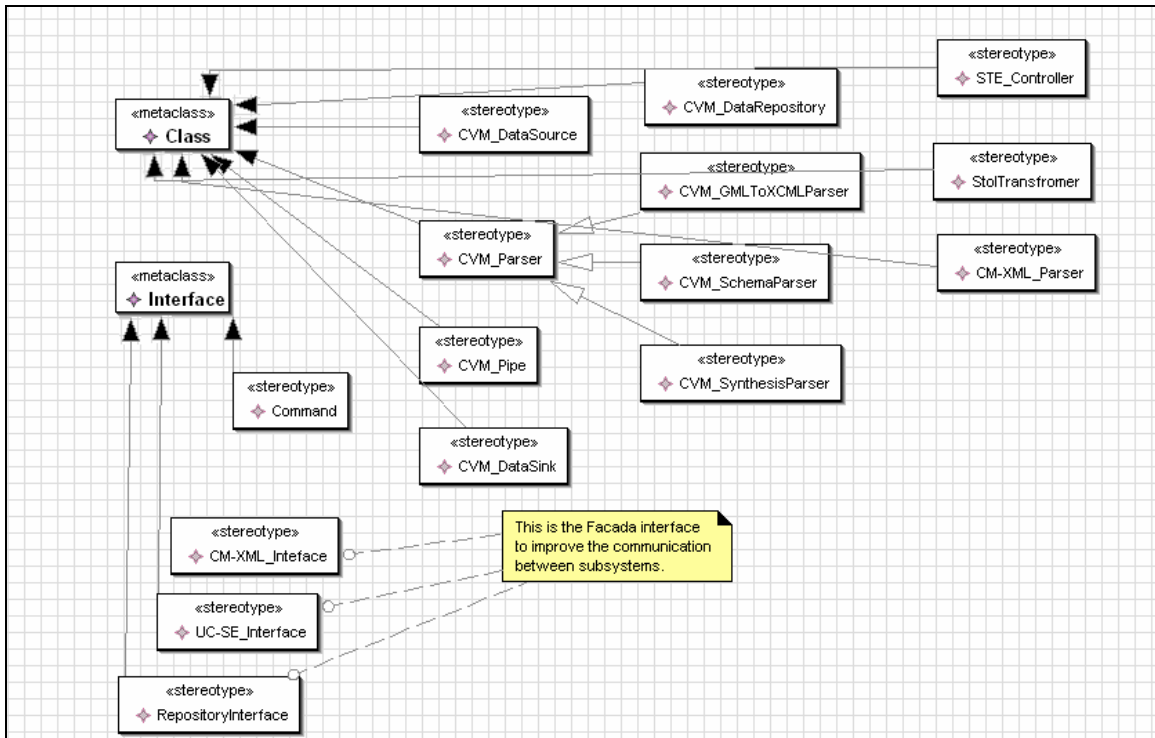 «stereotype»
STE_Controller
«stereotype»
CVM_DataRepository
«metaclass»
Class
«stereotype»
CVM_DataSource
«stereotype»
CVM_GMLToXCMLParser
«stereotype»
StolTransfromer
«stereotype»
CVM_Parser
«stereotype»
CVM_SchemaParser
«stereotype»
CM-XML_Parser
«metaclass»
Interface
«stereotype»
CVM_Pipe
«stereotype»
CVM_SynthesisParser
«stereotype»
Command
«stereotype»
CVM_DataSink
«stereotype»
CM-XML_Inteface
This is the Facada interface
to improve the communication
between subsystems.
«stereotype»
UC-SE_Interface
«stereotype»
RepositoryInterface